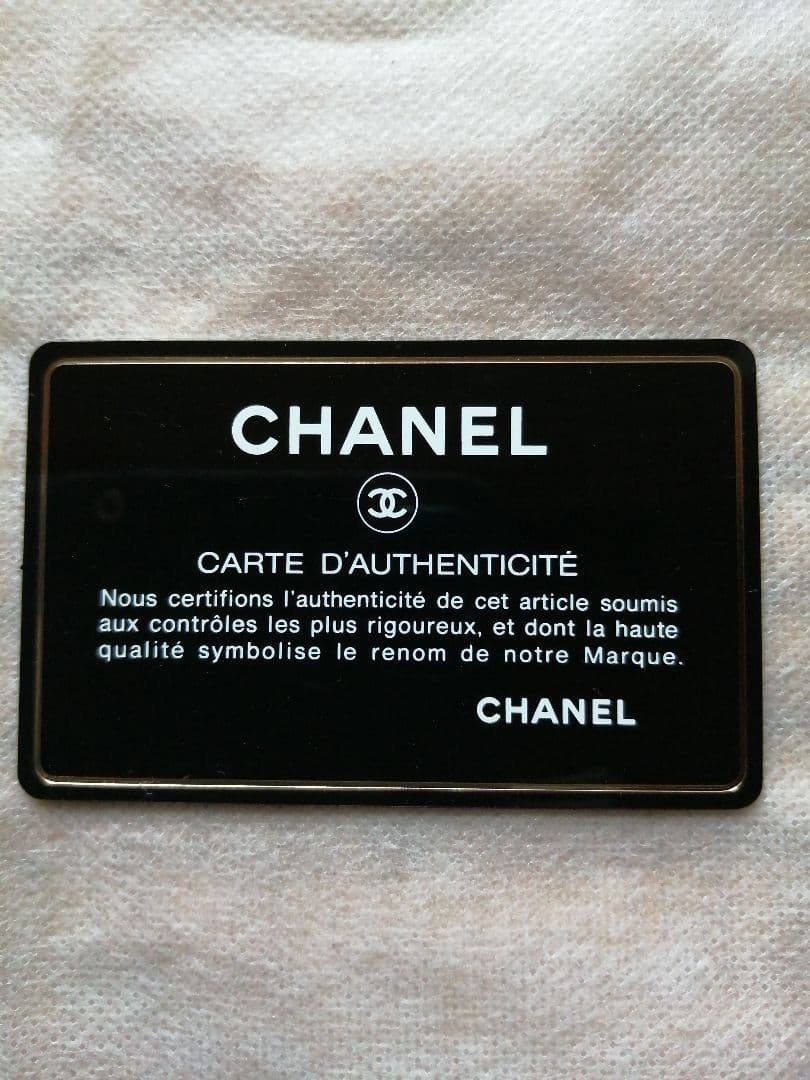 CHANEL
CARTE D'AUTHENTICITÉ
Nous certifions l'authenticité de cet article soumis
aux contrôles les plus rigoureux, et dont la haute
qualité symbolise le renom de notre Marque.
CHANEL